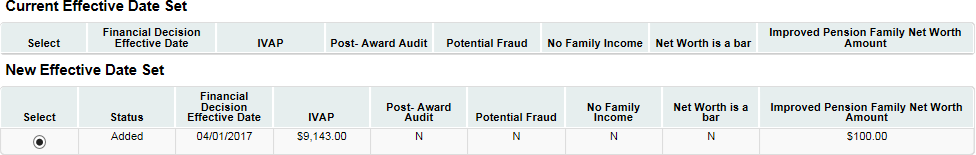 Current Effective Date Set
Select Financial Decision Effective Date IVAP Post- Award Audit Potential Fraud No Family Income Net Worth is a bar Improved Pension Family Net Worth Amount
New Effective Date Set
Select Status Financial Decision Effective Date IVAP Post- Award Audit Potential Fraud No Family Income Net Worth is a bar Improved Pension Family Net Worth Amount
Added 04/01/2017 $9,143.00 N N N N $100.00